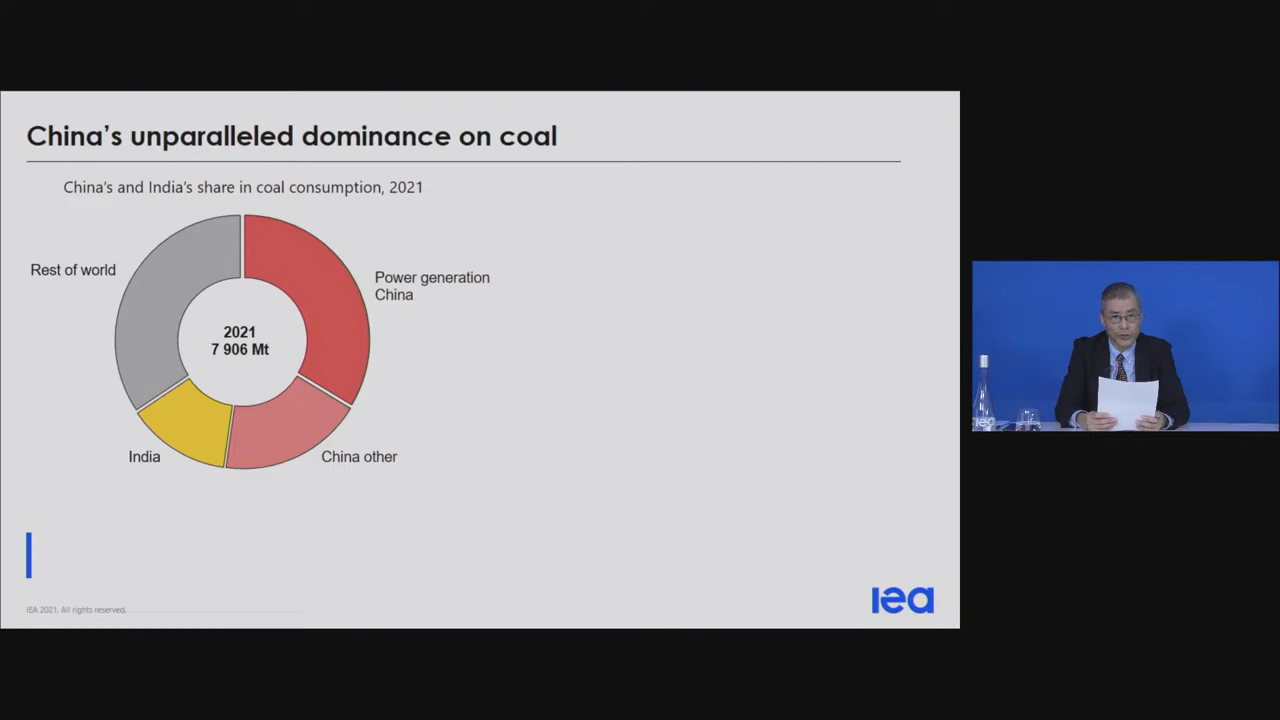 China's unparalleled dominance on coal
China's and India's share in coal consumption, 2021
Rest of world
Power generation
China
2021
7 906 Mt
India
China other
IEA 2021. All rights reserved.
iea
iea